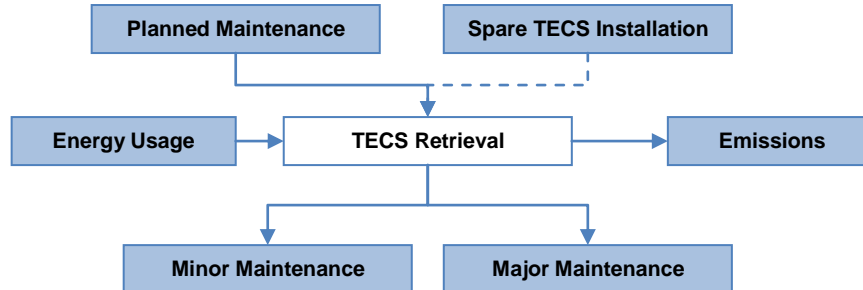 Planned Maintenance
Spare TECS Installation
Energy Usage
TECS Retrieval
Emissions
Minor Maintenance
Major Maintenance